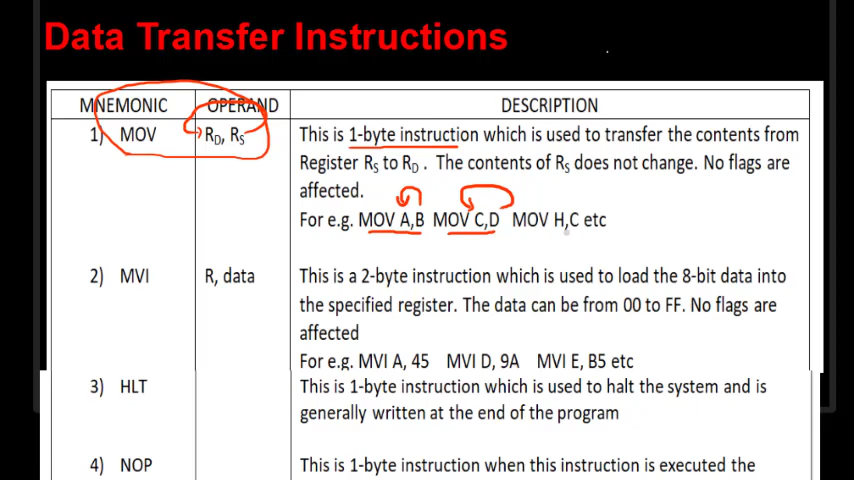 Data Transfer Instructions
MNEMONIC OPERAND DESCRIPTION
1) MOV RD, RS This is 1-byte instruction which is used to transfer the contents from
Register RS to RD . The contents of RS does not change. No flags are
affected.
For e.g. MOV A,B MOV C,D MOV H,C etc
2) MVI R, data This is a 2-byte instruction which is used to load the 8-bit data into
the specified register. The data can be from 00 to FF. No flags are
affected
For e.g. MVI A, 45 MVI D, 9A MVI E, B5 etc
3) HLT This is 1-byte instruction which is used to halt the system and is
generally written at the end of the program
4) NOP This is 1-byte instruction when this instruction is executed the